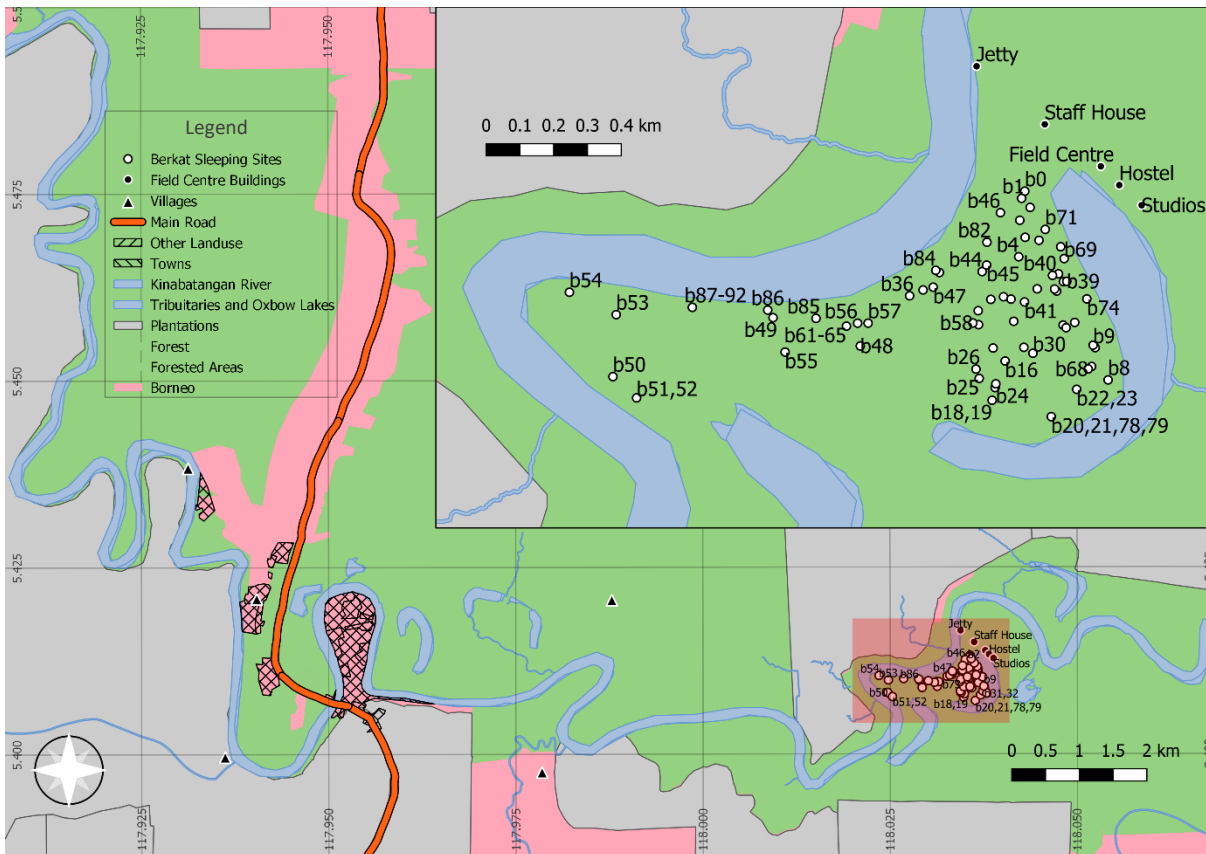 117.925
117.950
5.475
5.450
5.425
5.400
Legend
Berkat Sleeping Sites
Field Centre Buildings
Villages
Main Road
Other Landuse
Towns
Kinabatangan River
Tribuitaries and Oxbow Lakes
Plantations
Forest
Forested Areas
Borneo
0 0.1 0.2 0.3 0.4 km
Jetty
Staff House
Field Centre
Hostel
Studios
b1 b0
b46
b71
b82
b4
b69
b44
b40
b84
b45
b39
b54
b53
b87-92
b86
b85
b56
b57
b36
b47
b74
b49
b41
b61-65
b58
b48
b55
b30
b9
b50
b26
b16
b68
b8
b51,52
b25
b24
b22,23
b18,19
b20,21,78,79
Jetty
Staff House
Hostel
Studios
b46
b54
b53
b86
b47
b9
b50
b51,52
b31,32
b18,19
b20,21,78,79
0 0.5 1 1.5 2 km
117.925
117.950
117.975
118.000
118.025
118.050